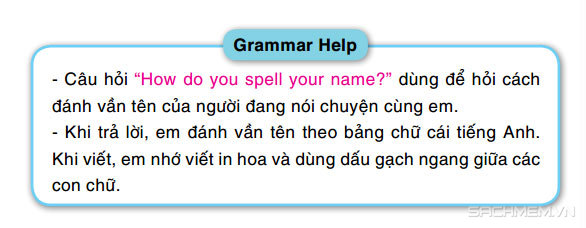 Grammar Help
- Câu hỏi “How do you spell your name?” dùng để hỏi cách
đánh vần tên của người đang nói chuyện cùng em.
- Khi trả lời, em đánh vần tên theo bảng chữ cái tiếng Anh.
Khi viết, em nhớ viết in hoa và dùng dấu gạch ngang giữa các
con chữ.
SACHMEM.VN